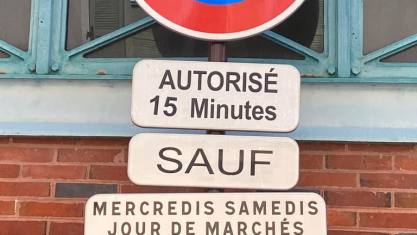 AUTORISÉ
15 Minutes
SAUF
MERCREDIS SAMEDIS
JOUR DE MARCHÉS